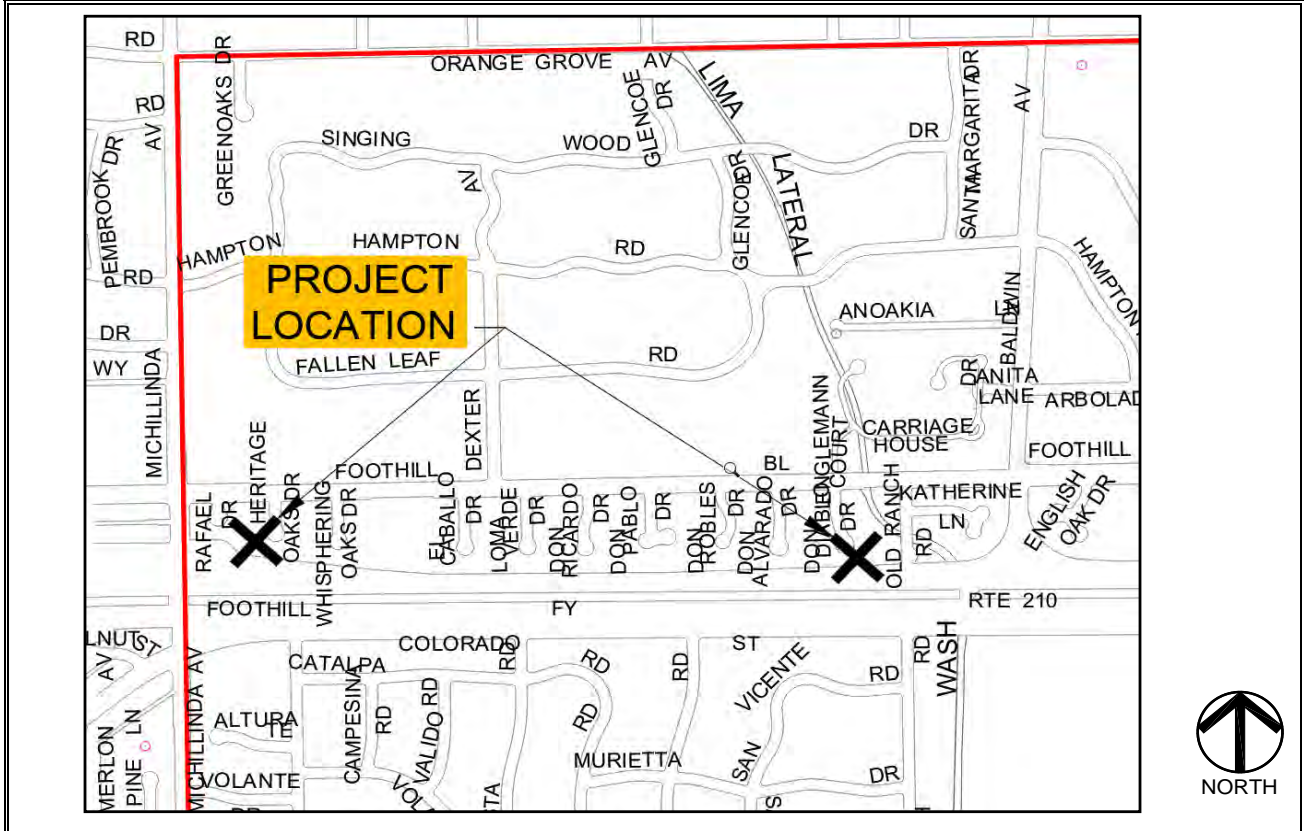 RD
ORANGE GROVE AV
GREENOAKS DR
LIMA
LATERAL
RD
AV
SINGING
WOOD
GLENCOE
DR
DR
SANTA
MARGARITA
DR
AV
PEMBROOK DR
AV
GLENCOE
DR
HAMPTON
HAMPTON
RD
HAMPTON
RD
PROJECT
LOCATION
ANOAKIA
LN
BALDWIN
DR
WY
FALLEN LEAF
RD
MICHILLINDA
DEXTER
DR
ANITA
LANE
ARBOLAD
ENGLEMANN
COURT
CARRIAGE
HOUSE
FOOTHILL
BL
FOOTHILL
RAFAEL
DR
HERITAGE
OAKS DR
WHISPHERING
OAKS DR
EL
CABALLO
DR
LOMA
VERDE
DR
DON
RICARDO
DR
DON
PABLO
DR
DON
ROBLES
DR
DON
ALVARADO
DR
DON
DIABLO
DR
OLD RANCH
RD
KATHERINE
LN
ENGLISH
OAK DR
FOOTHILL
FY
RTE 210
LNUT
ST
AV
MICHILLINDA AV
COLORADO
ST
RD
WASH
CATALPA
RD
RD
RD
RD
VICENTE
SAN
RD
MERLON
PINE LN
ALTURA
TE
CAMPESINA
RD
VALIDO RD
MURIETTA
DR
VOLANTE
NORTH